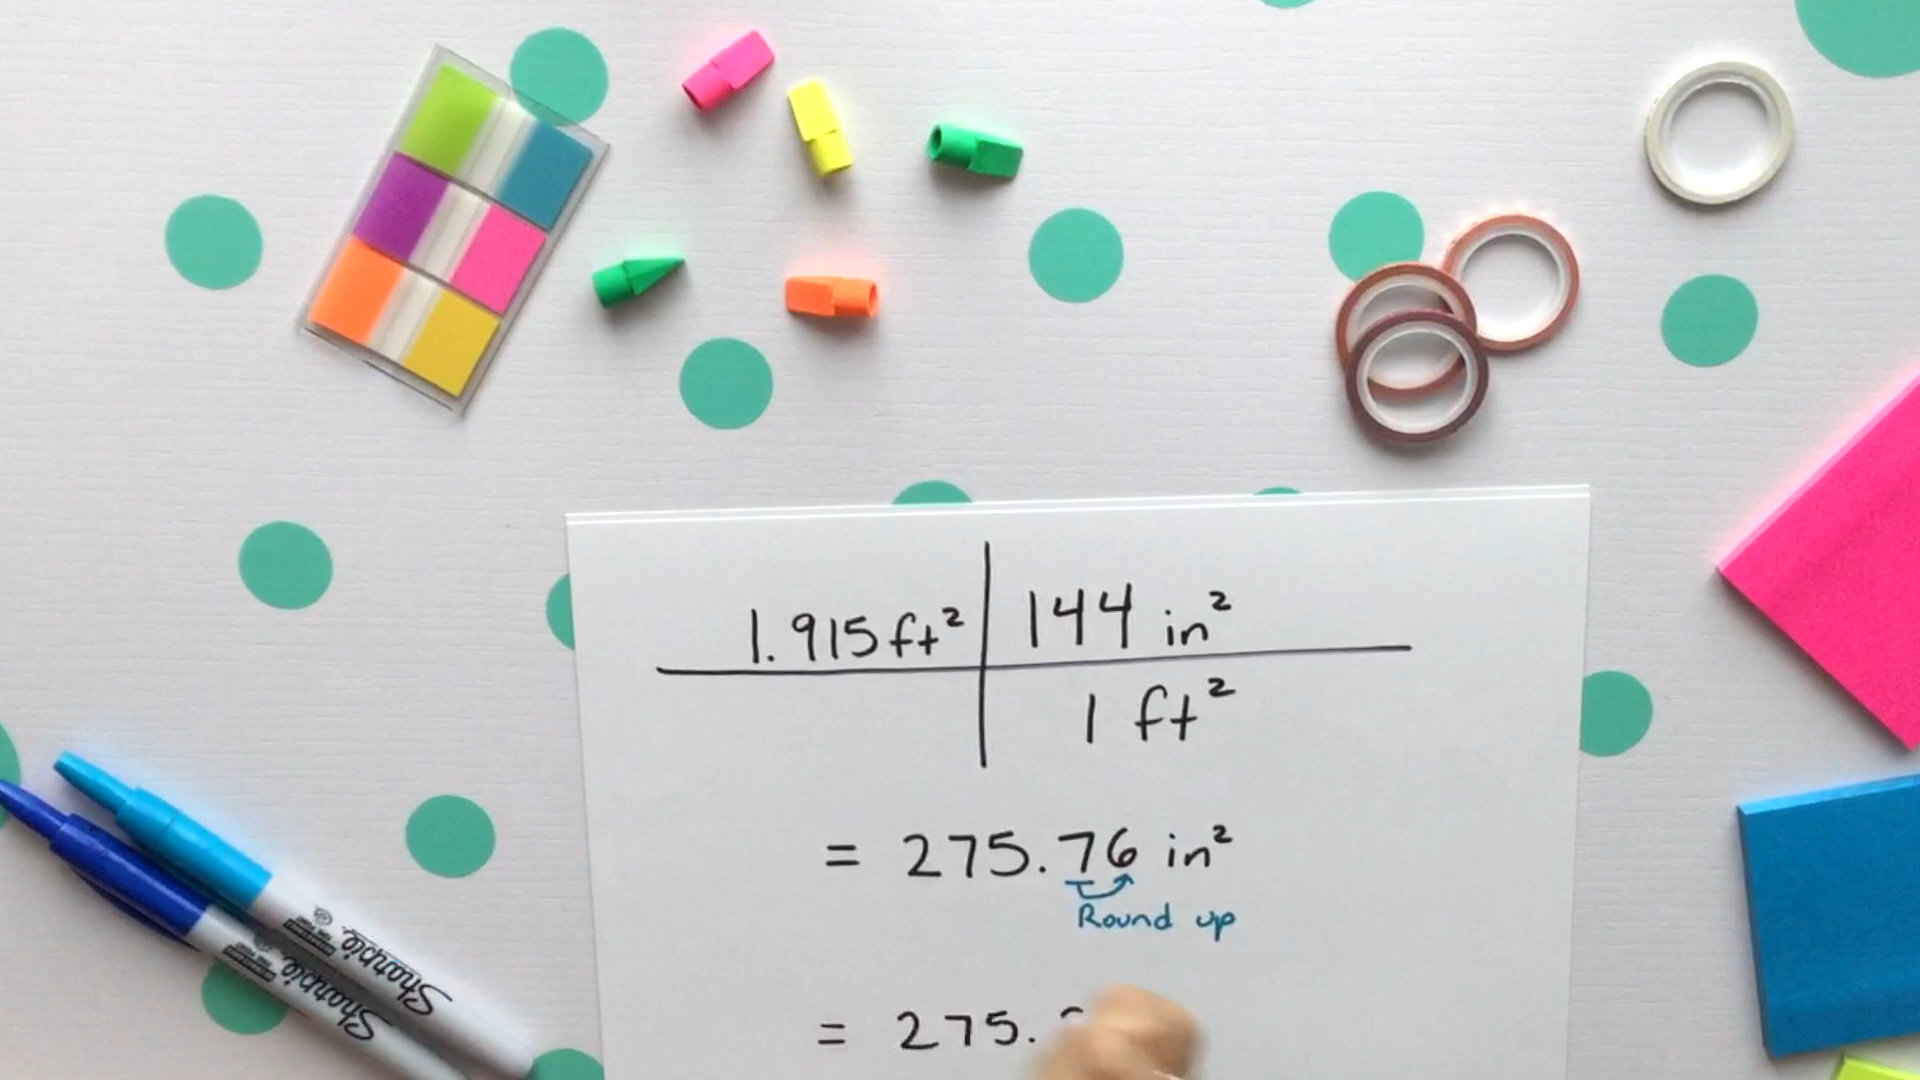 1.915 ft² 144 in²
1 ft²
= 275.76 in²
Round up
= 275.
Sharpie
Sharpie